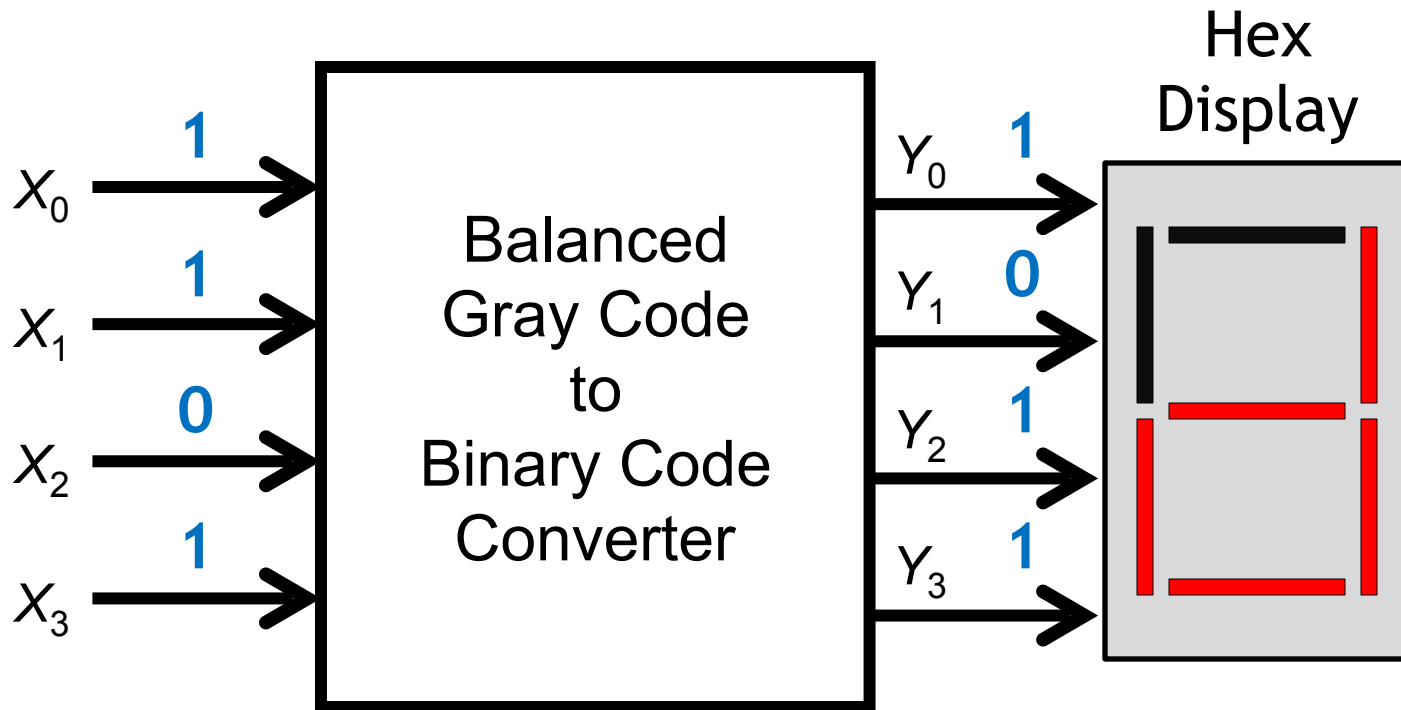 Hex
Display
1
X0
1
X1
0
X2
1
X3
Balanced
Gray Code
to
Binary Code
Converter
Y0 1
Y1 0
Y2 1
Y3 1